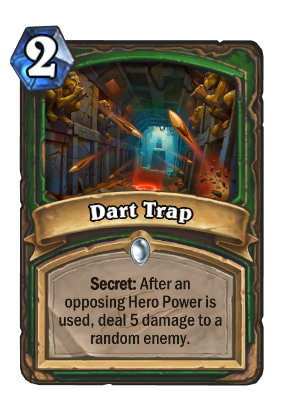 2
Dart Trap
Secret: After an
opposing Hero Power is
used, deal 5 damage to a
random enemy.